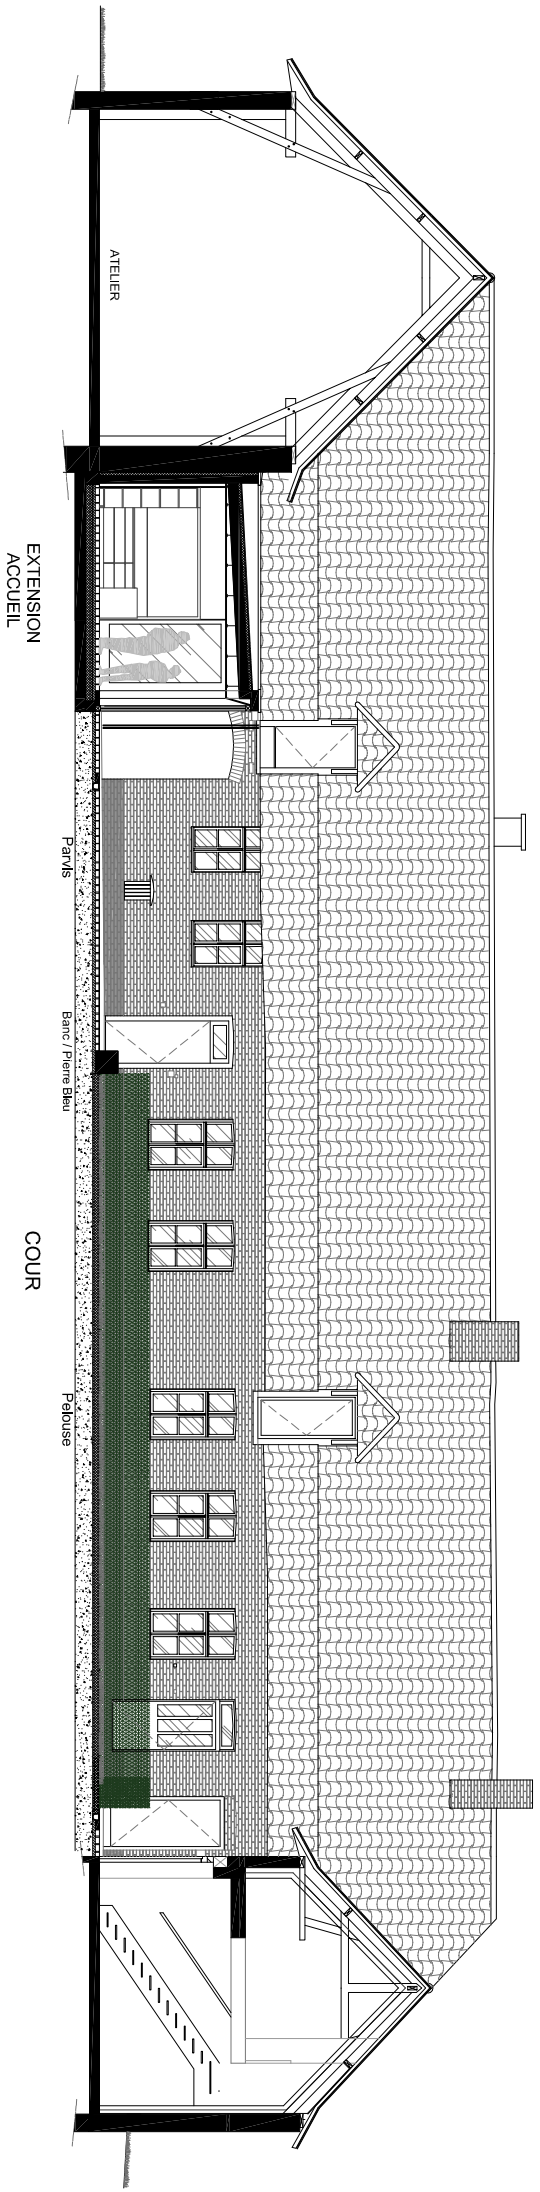 ATELIER
EXTENSION
ACCUEIL
Parvis
Banc / Pierre Bleu
COUR
Pelouse